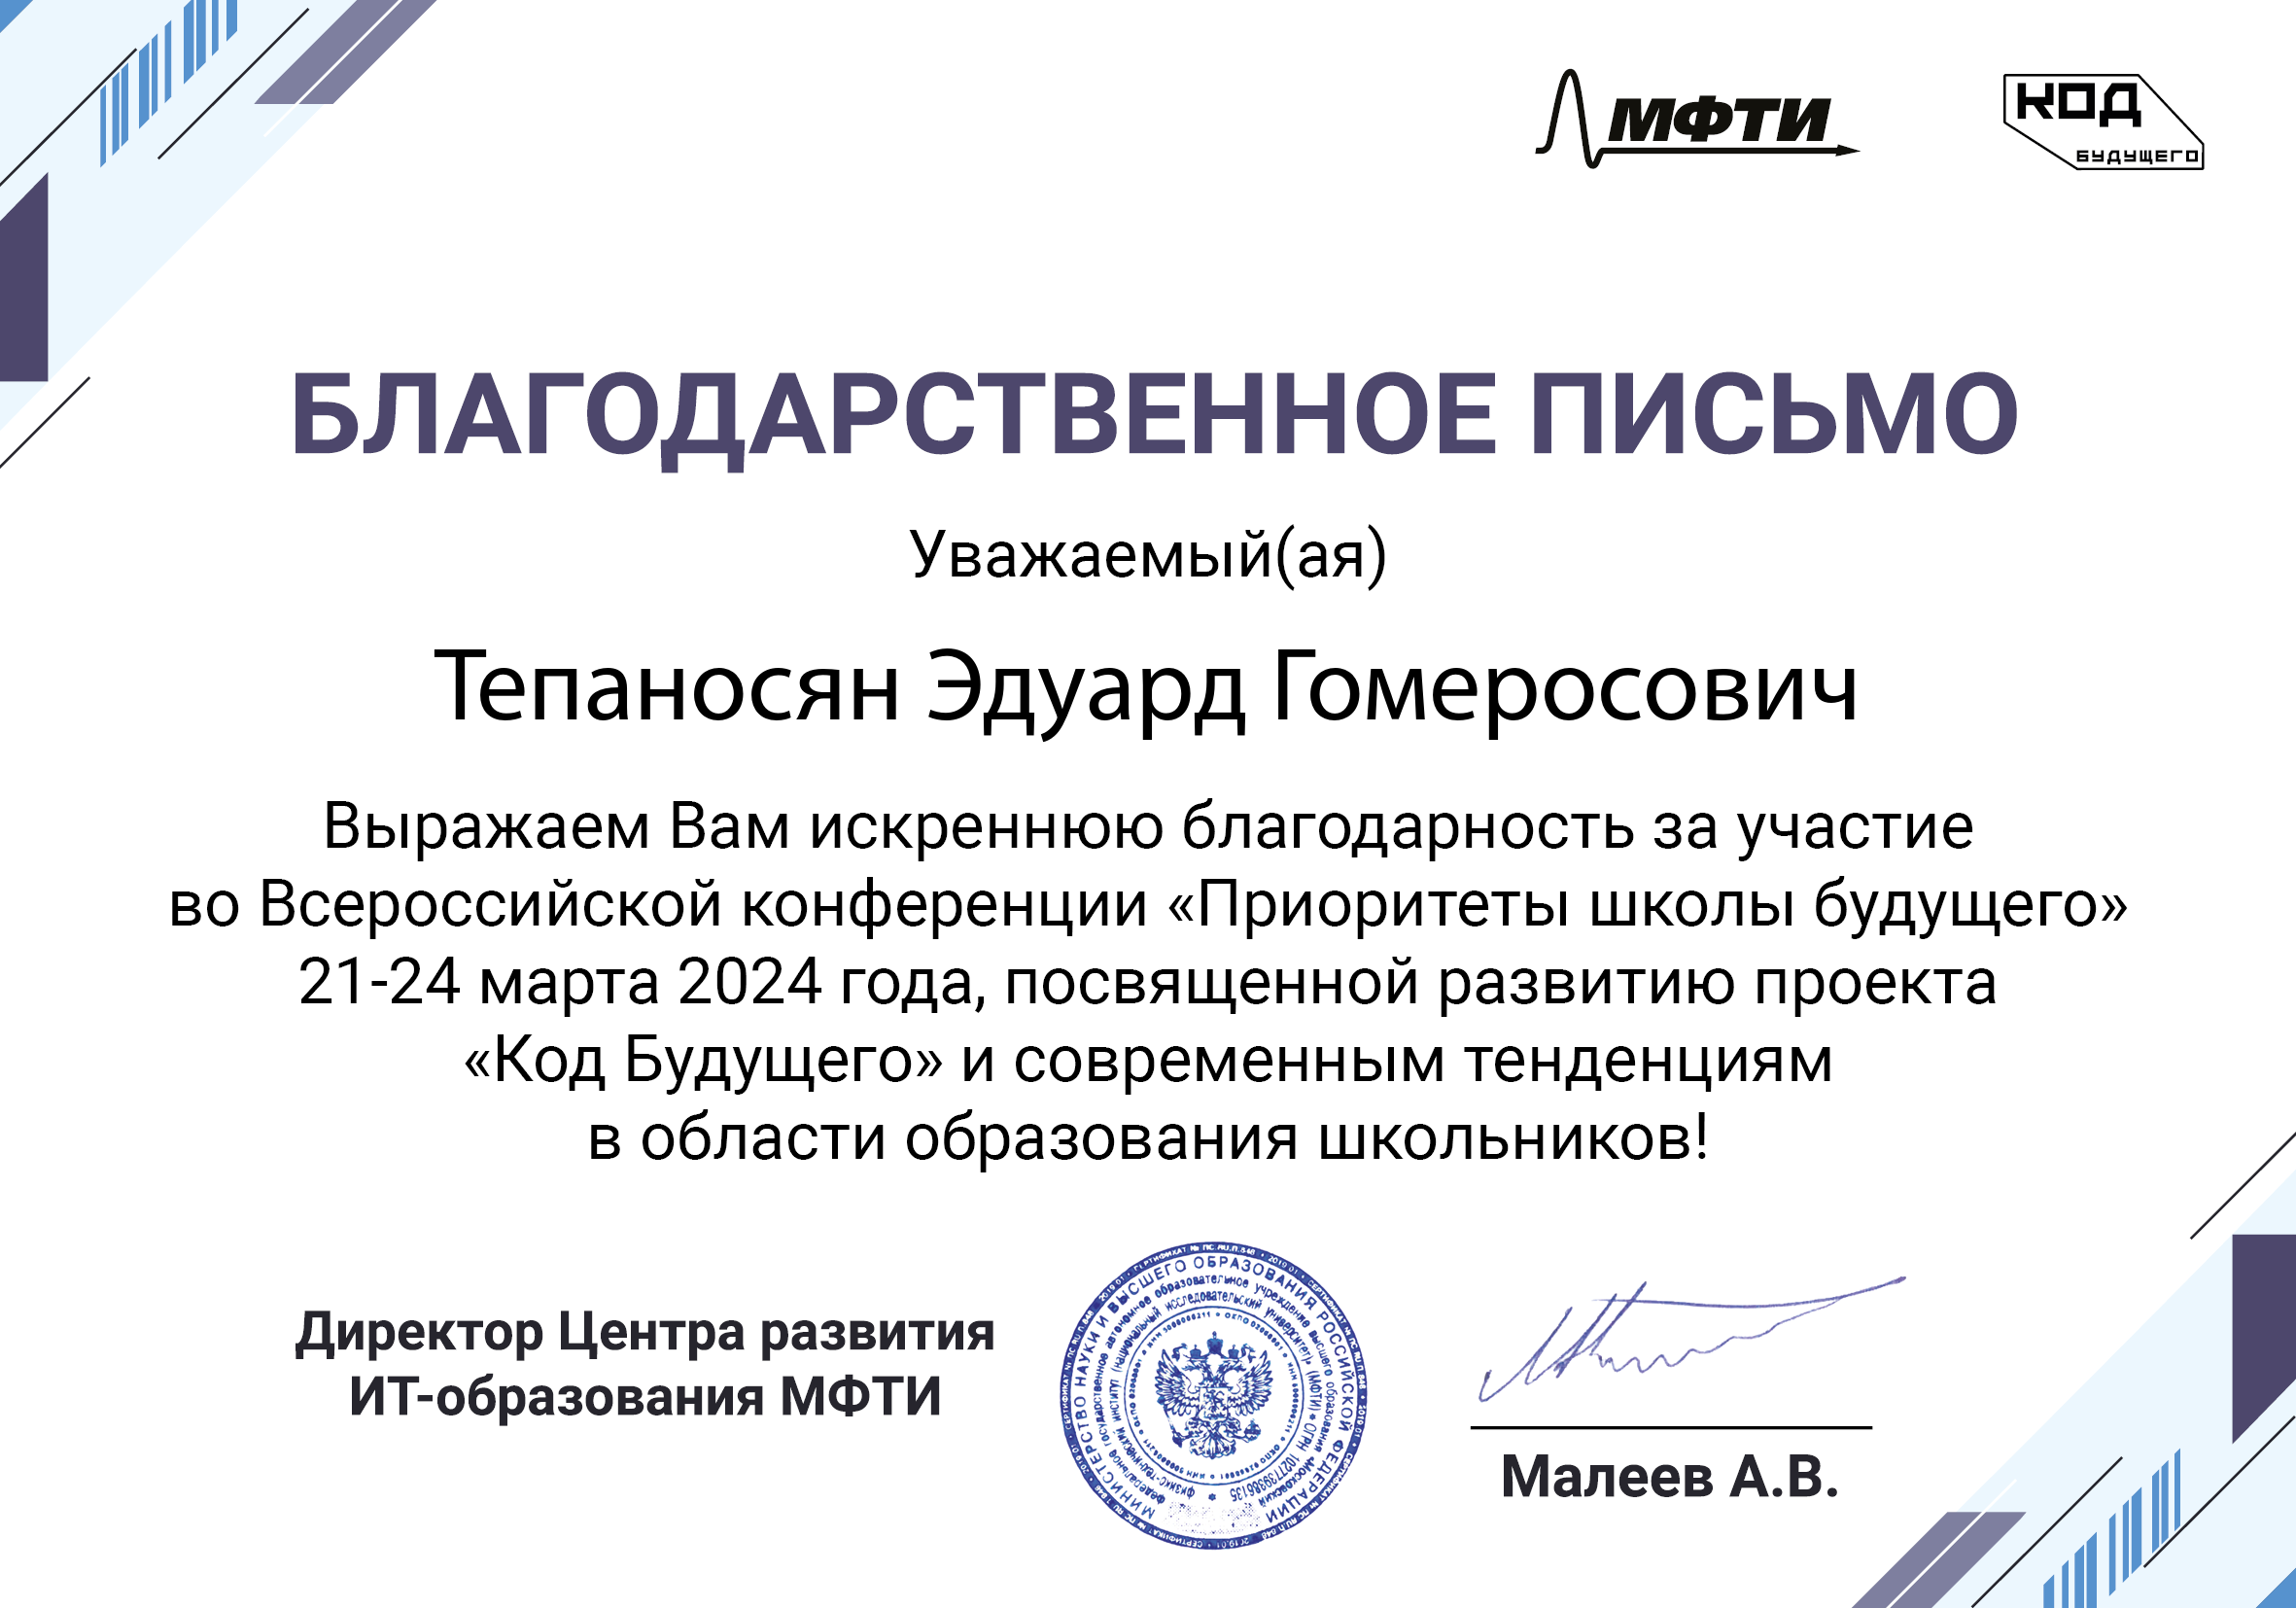 МФТИ
КОД
БУДУЩЕГО
БЛАГОДАРСТВЕННОЕ ПИСЬМО
Уважаемый(ая)
Тепаносян Эдуард Гомеросович
Выражаем Вам искреннюю благодарность за участие
во Всероссийской конференции «Приоритеты школы будущего»
21-24 марта 2024 года, посвященной развитию проекта
«Код Будущего» и современным тенденциям
в области образования школьников!
Директор Центра развития
ИТ-образования МФТИ
МИНИСТЕРСТВО НАУКИ И ВЫСШЕГО ОБРАЗОВАНИЯ РОССИЙСКОЙ ФЕДЕРАЦИИ
федеральное государственное автономное образовательное учреждение высшего образования «Московский
физико-технический институт (национальный исследовательский университет)» (МФТИ) * ОГРН 1027739386135
Малеев А.В.